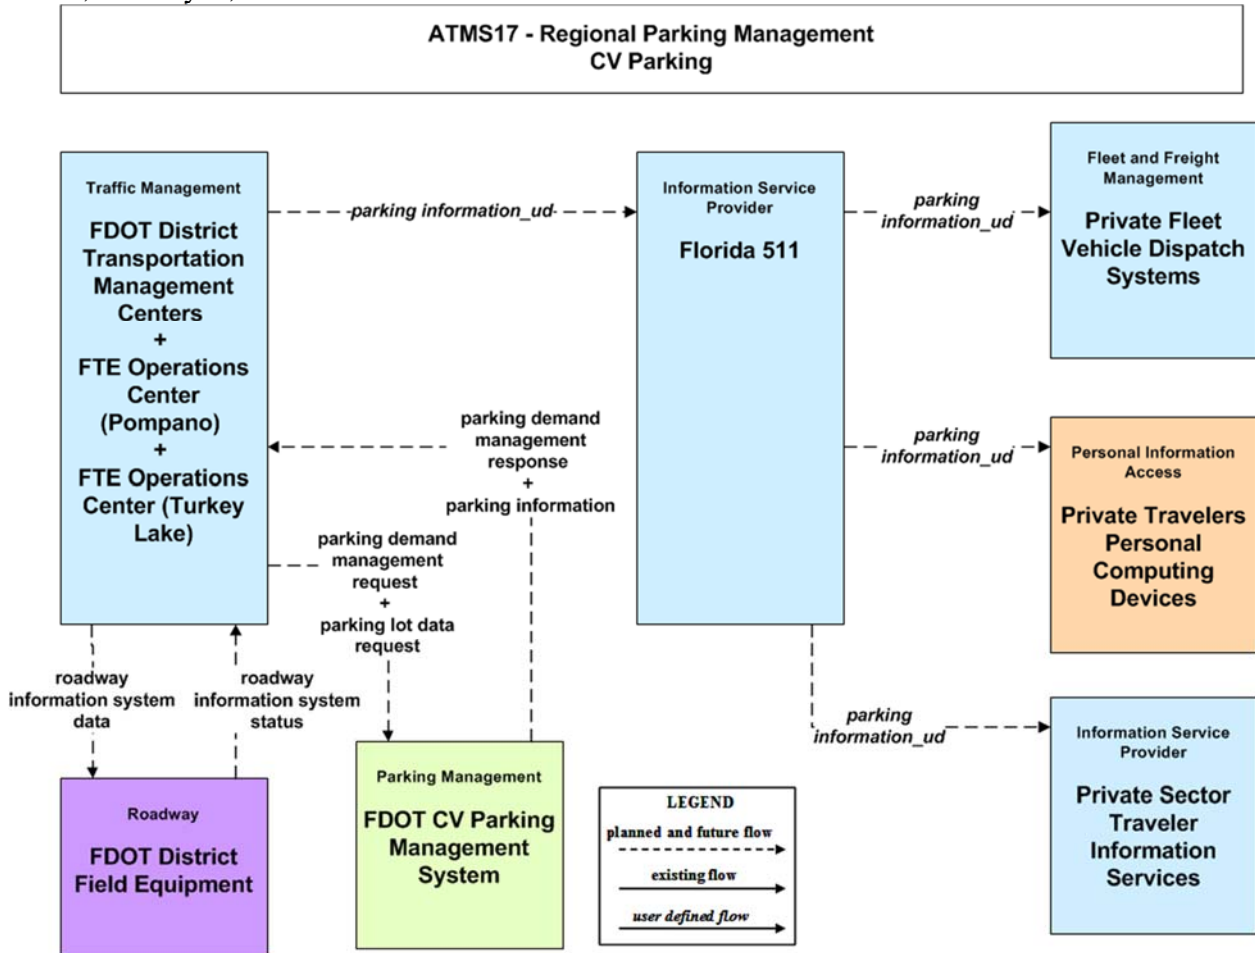 ATMS17 - Regional Parking Management
CV Parking
Traffic Management
FDOT District
Transportation
Management
Centers
+
FTE Operations
Center
(Pompano)
+
FTE Operations
Center (Turkey
Lake)
parking information_ud
Information Service
Provider
Florida 511
parking
information_ud
Fleet and Freight
Management
Private Fleet
Vehicle Dispatch
Systems
parking demand
management
response
+
parking information
parking
information_ud
Personal Information
Access
Private Travelers
Personal
Computing
Devices
parking demand
management
request
+
parking lot data
request
roadway
information system
data
roadway
information system
status
parking
information_ud
Information Service
Provider
Private Sector
Traveler
Information
Services
Roadway
FDOT District
Field Equipment
Parking Management
FDOT CV Parking
Management
System
LEGEND
planned and future flow
existing flow
user defined flow